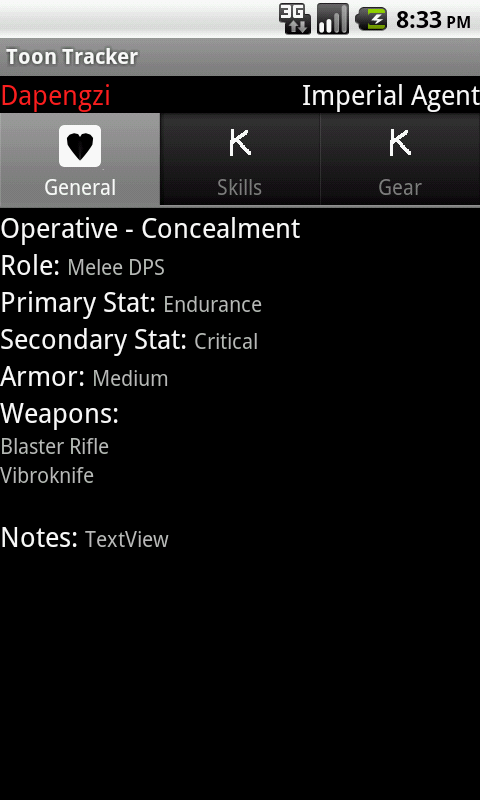 3G 8:33 PM
Toon Tracker
Dapengzi Imperial Agent
General Skills Gear
Operative - Concealment
Role: Melee DPS
Primary Stat: Endurance
Secondary Stat: Critical
Armor: Medium
Weapons:
Blaster Rifle
Vibroknife
Notes: TextView